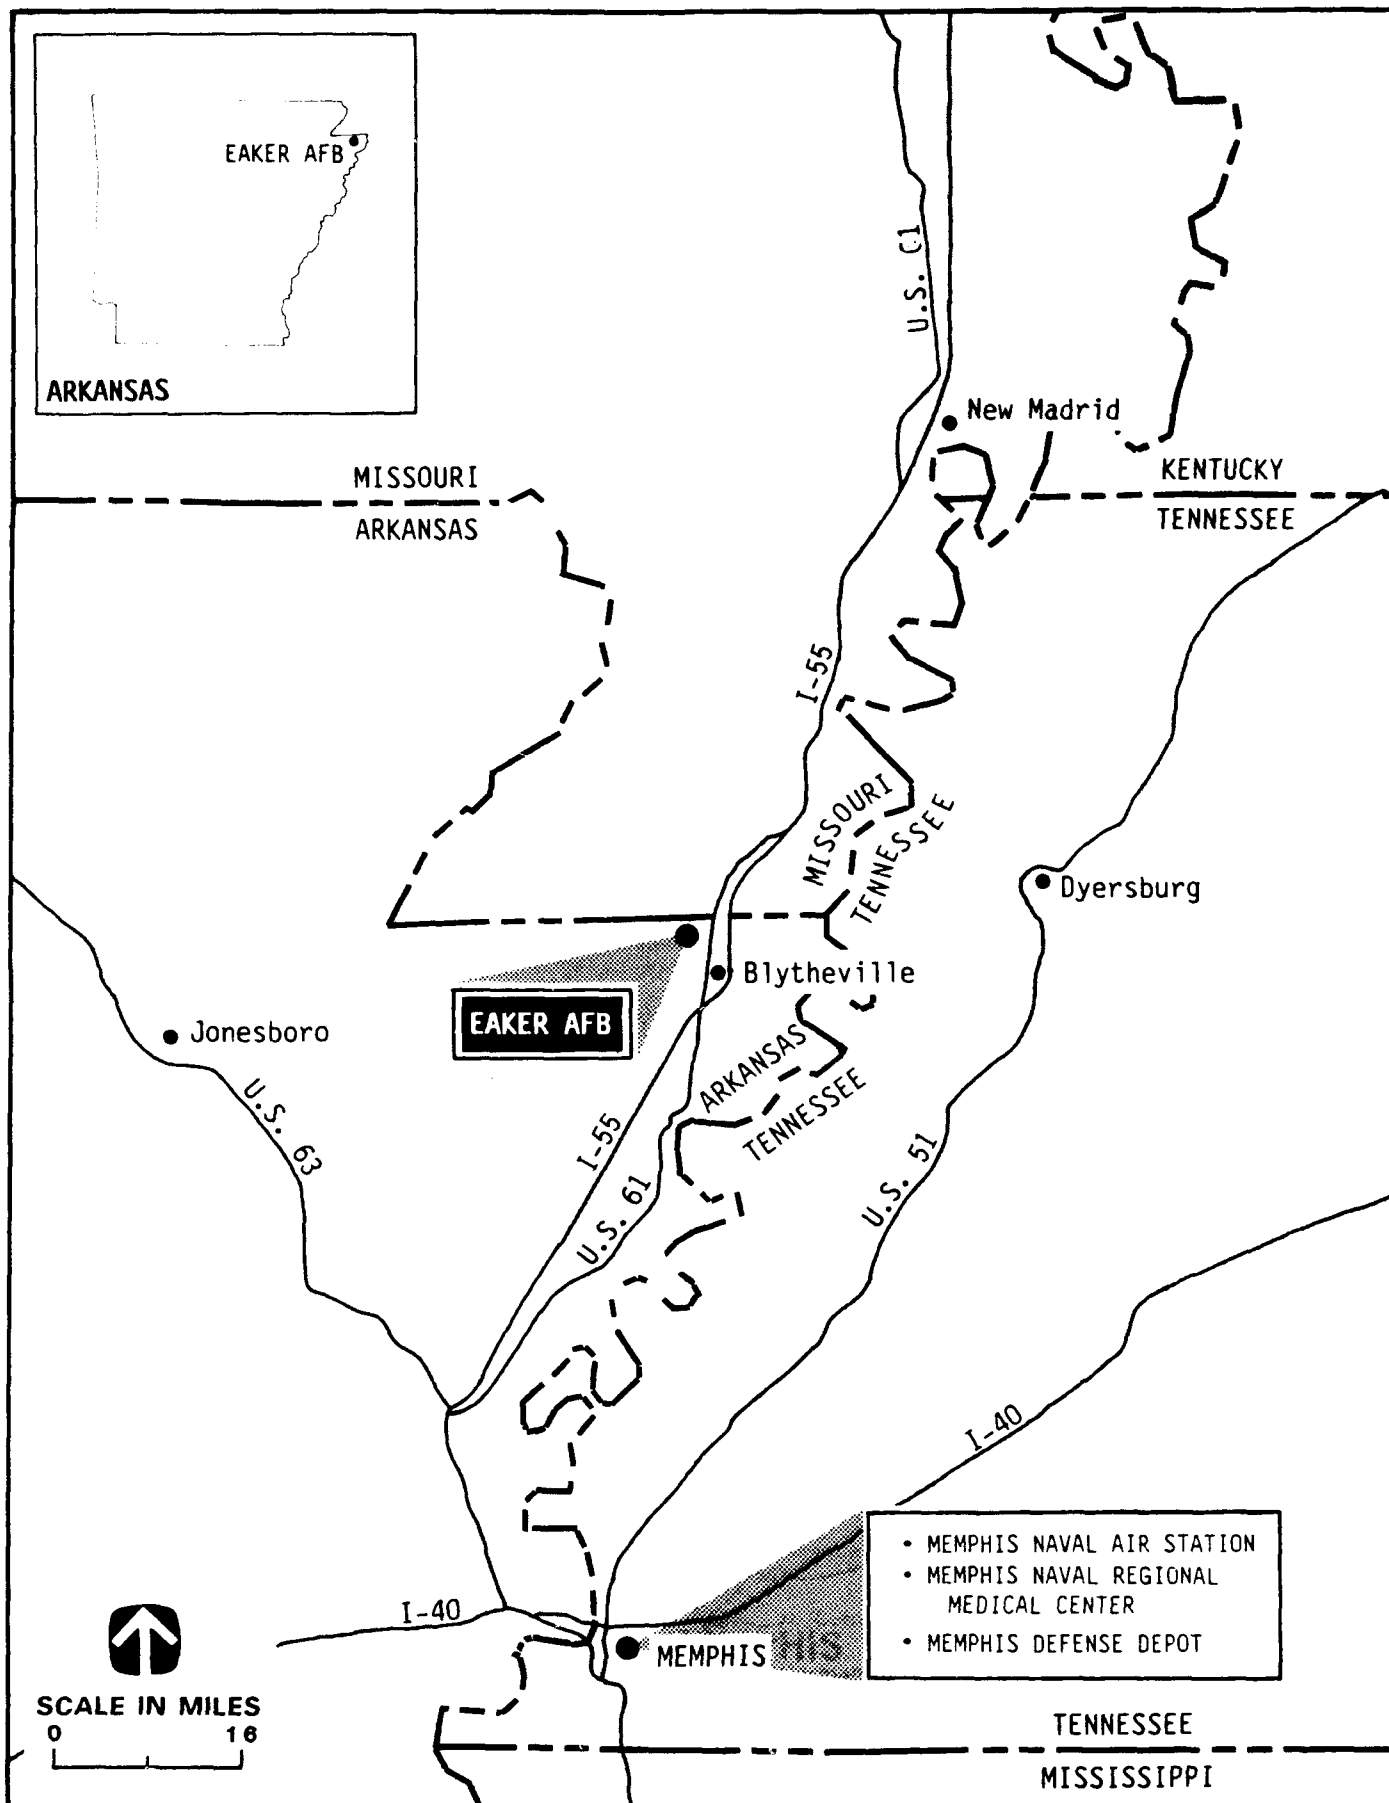 EAKER AFB
ARKANSAS
U.S. C1
New Madrid
MISSOURI
ARKANSAS
KENTUCKY
TENNESSEE
I-55
MISSOURI
TENNESSEE
Dyersburg
Blytheville
EAKER AFB
Jonesboro
ARKANSAS
TENNESSEE
U.S. 63
I-55
U.S. 61
U.S. 51
I-40
• MEMPHIS NAVAL AIR STATION
• MEMPHIS NAVAL REGIONAL
MEDICAL CENTER
• MEMPHIS DEFENSE DEPOT
I-40
MEMPHIS
HIS
SCALE IN MILES
0 16
TENNESSEE
MISSISSIPPI